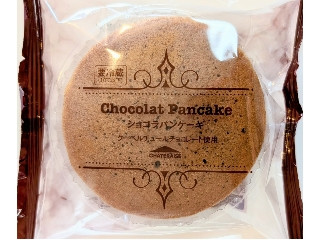 要冷蔵
Chocolat Pancake
ショコラパンケーキ
クーベルチュールチョコレート使用
CHATERAISE